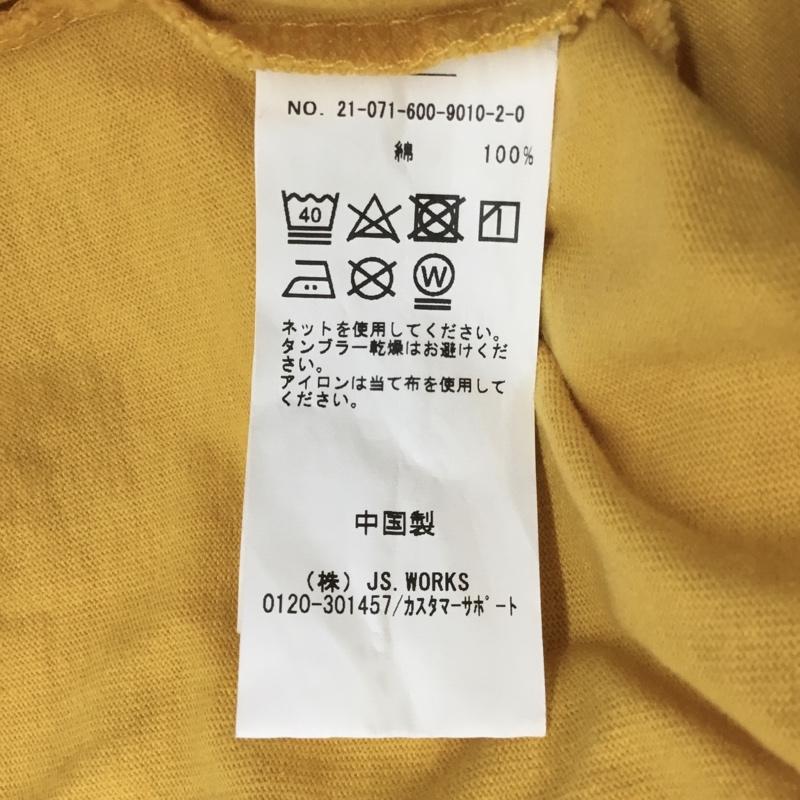 NO. 21-071-600-9010-2-0
綿 100%
40
W
ネットを使用してください。
タンブラー乾燥はお避けくだ
さい。
アイロンは当て布を使用して
ください。
中国製
(株) JS.WORKS
0120-301457/カスタマーサポート